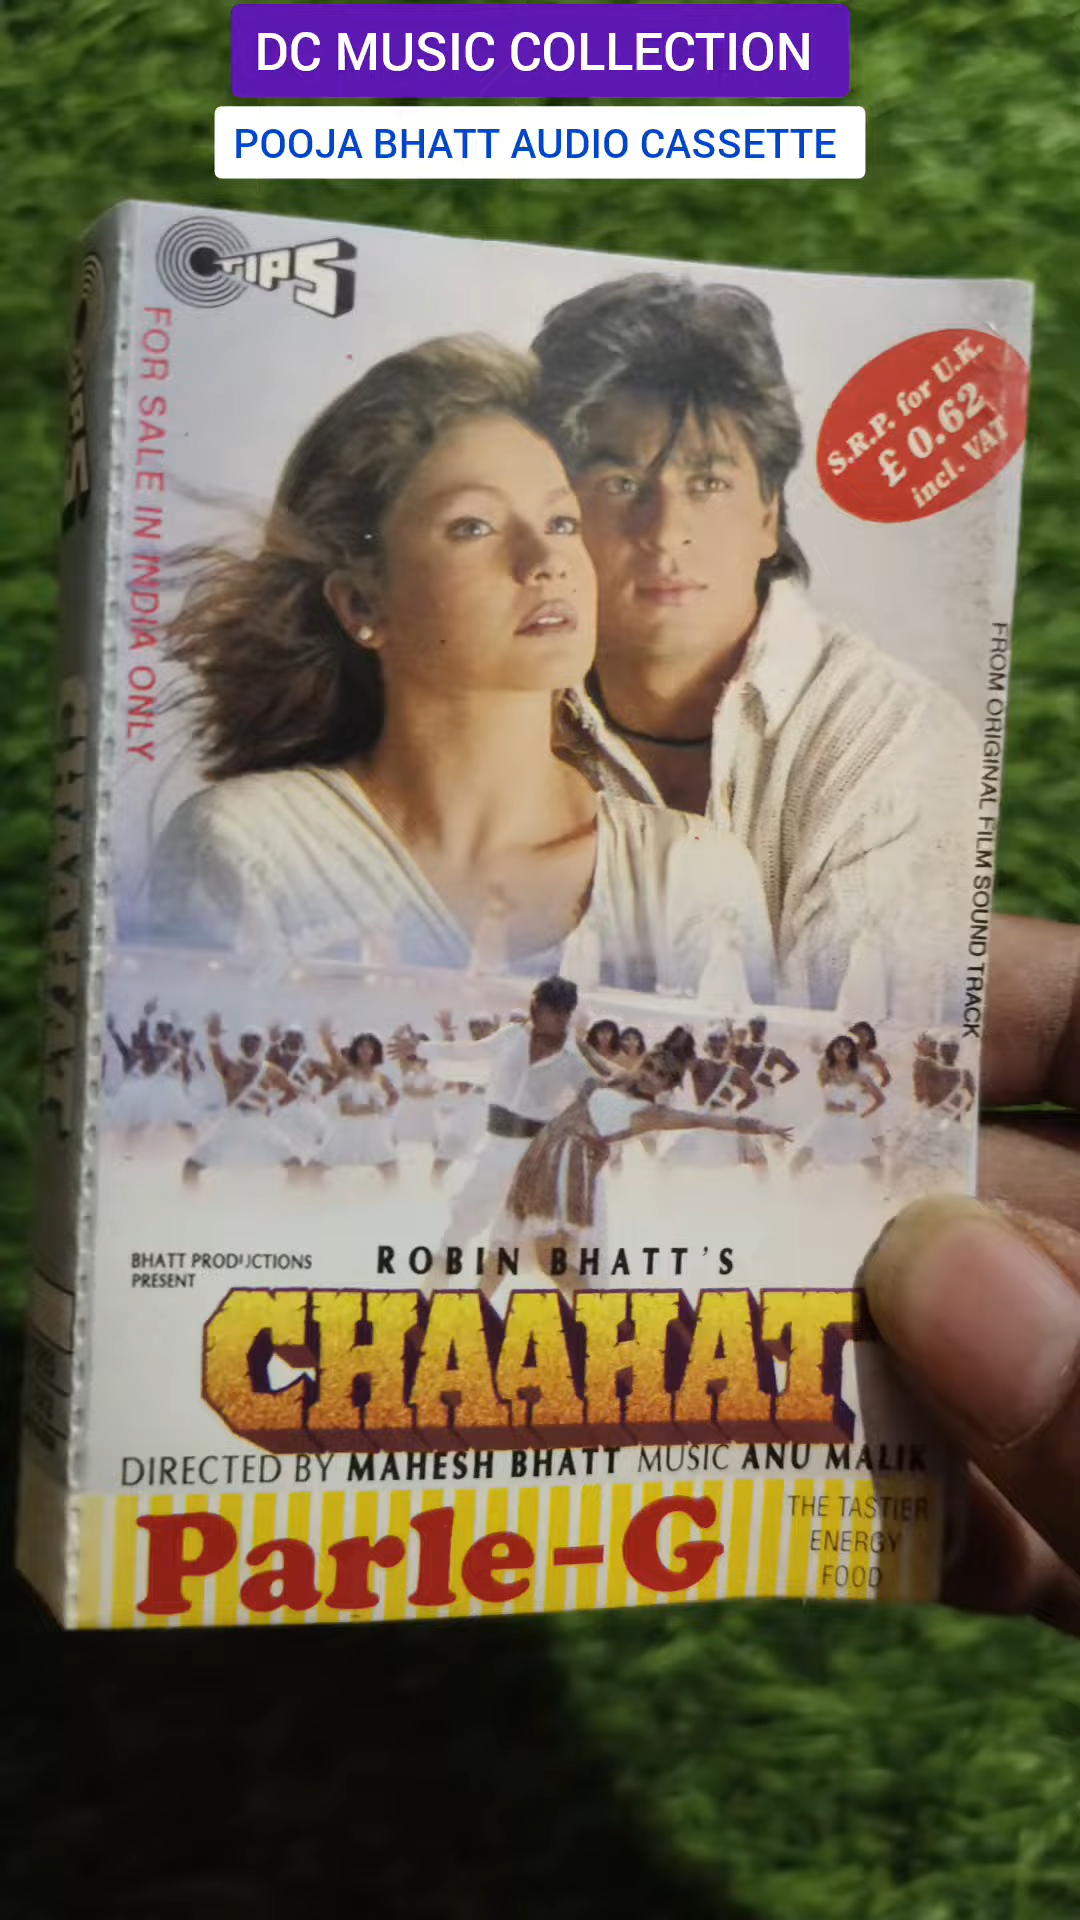 DC MUSIC COLLECTION
POOJA BHATT AUDIO CASSETTE
TIPS
FOR SALE IN INDIA ONLY
S.R.P. for U.K.
£ 0.62
incl. VAT
FROM ORIGINAL FILM SOUND TRACK
BHATT PRODUCTIONS
PRESENT
ROBIN BHATT'S
CHAAHAT
DIRECTED BY MAHESH BHATT MUSIC ANU MALIK
Parle-G
THE TASTIER
ENERGY
FOOD
TIPS
CHAAHAT